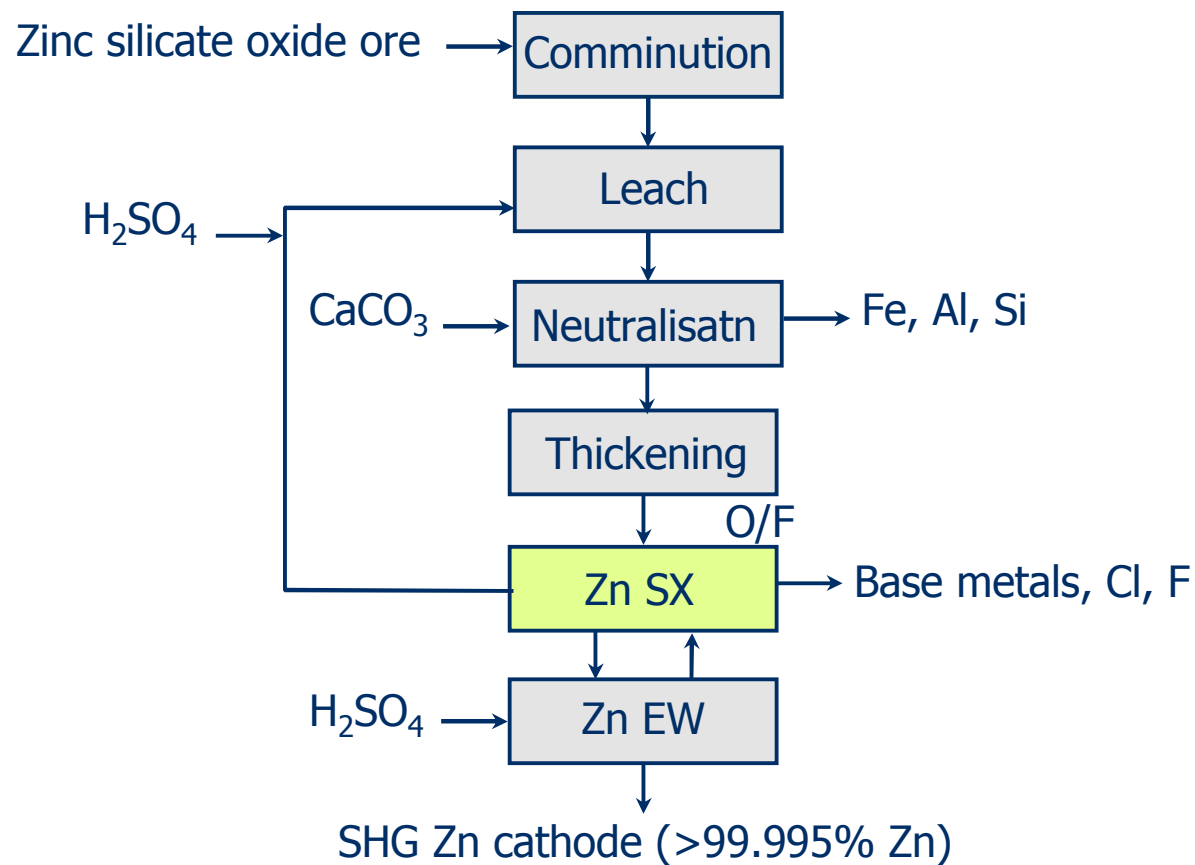 Zinc silicate oxide ore
Comminution
Leach
H₂SO₄
CaCO₃
Neutralisatn
Fe, Al, Si
Thickening
O/F
Zn SX
Base metals, Cl, F
H₂SO₄
Zn EW
SHG Zn cathode (>99.995% Zn)